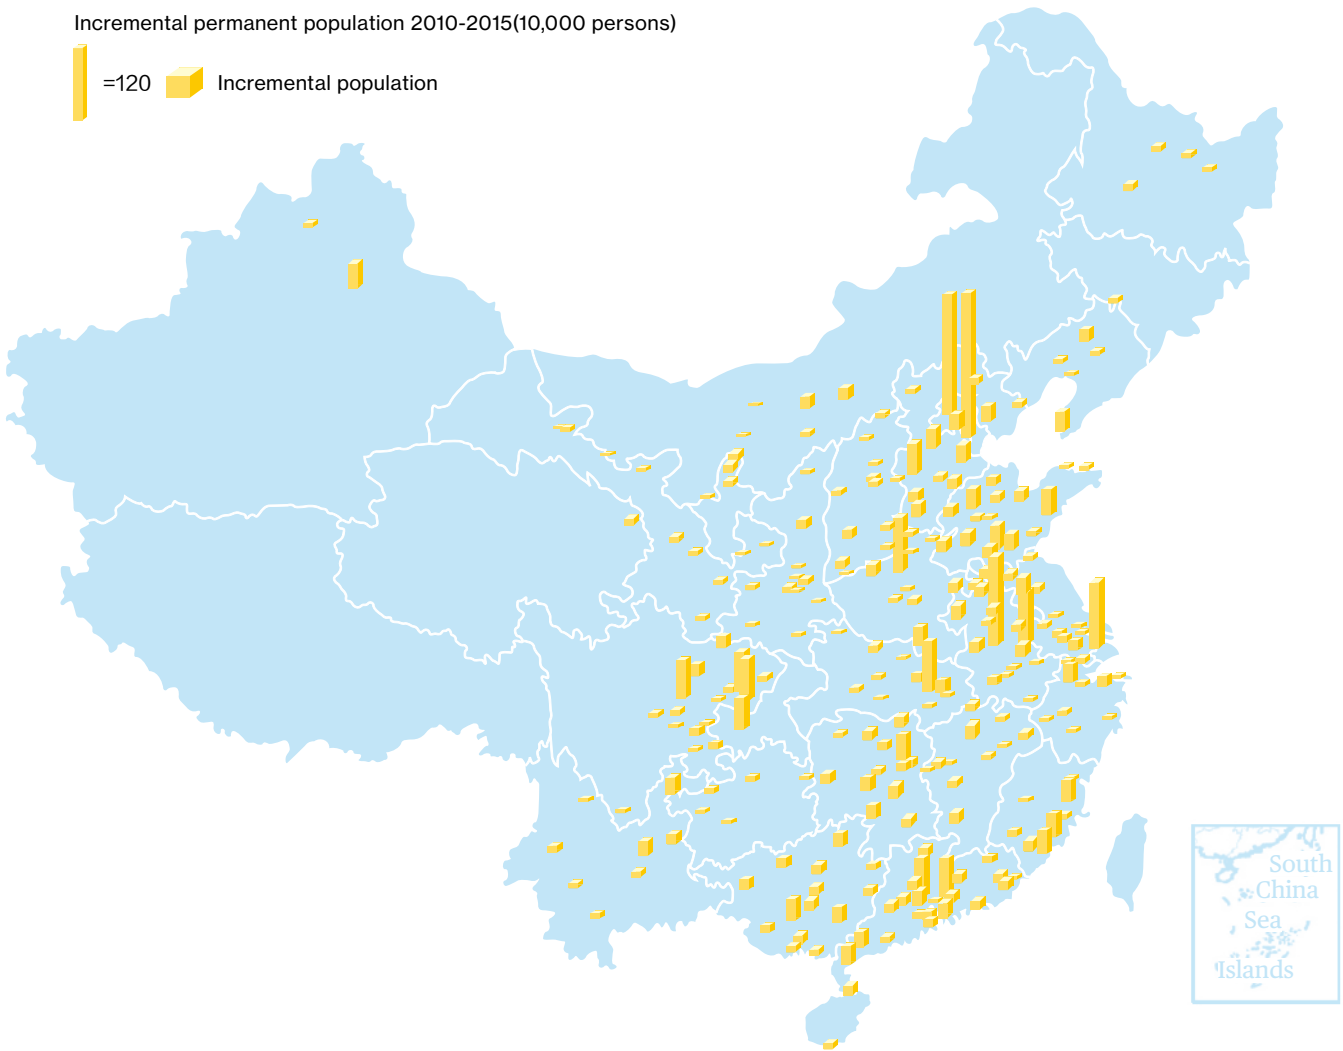 Incremental permanent population 2010-2015(10,000 persons)
=120 Incremental population
South
China
Sea
Islands